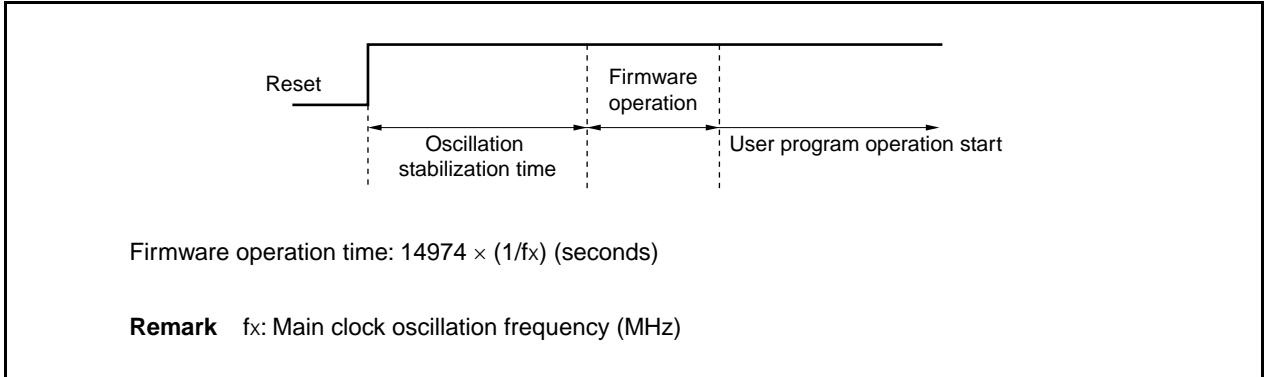 Reset
Firmware
operation
Oscillation
stabilization time
User program operation start
Firmware operation time: 14974 × (1/fx) (seconds)
Remark fx: Main clock oscillation frequency (MHz)